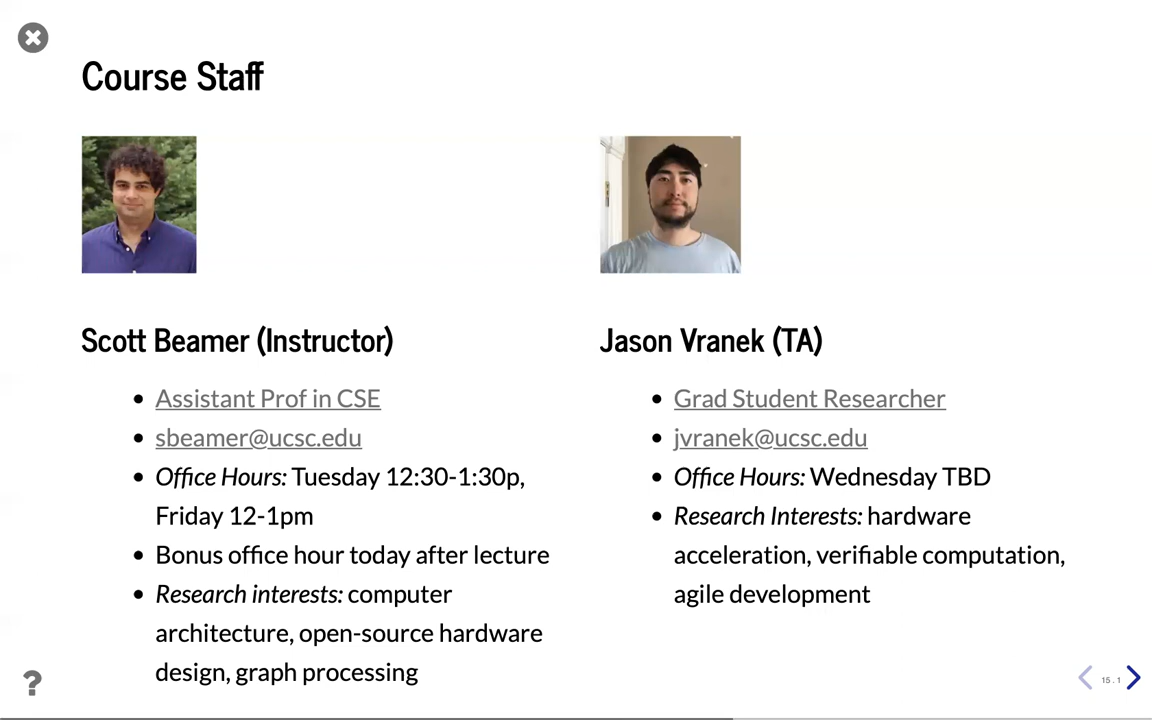 Course Staff
Scott Beamer (Instructor)
Assistant Prof in CSE
sbeamer@ucsc.edu
Office Hours: Tuesday 12:30-1:30p,
Friday 12-1pm
Bonus office hour today after lecture
Research interests: computer
architecture, open-source hardware
design, graph processing
Jason Vranek (TA)
Grad Student Researcher
jvranek@ucsc.edu
Office Hours: Wednesday TBD
Research Interests: hardware
acceleration, verifiable computation,
agile development
?
15 . 1